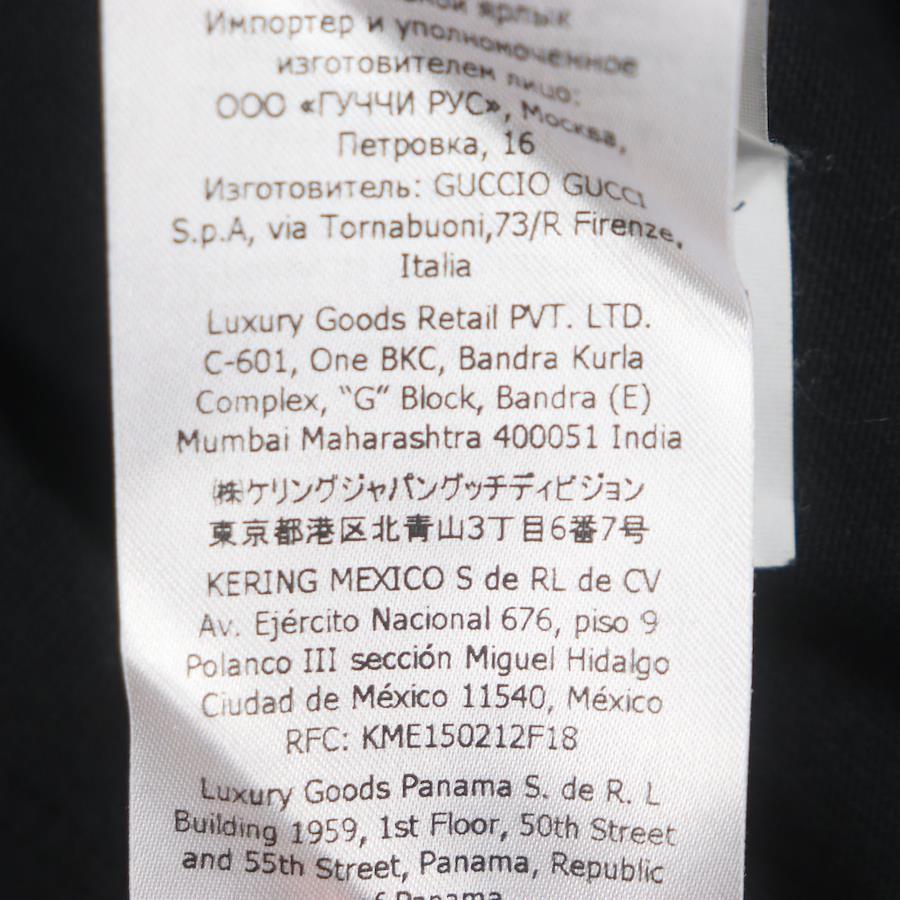 ярлык
Импортер и уполномоченное
изготовителем лицо:
ООО «ГУЧЧИ РУС», Москва,
Петровка, 16
Изготовитель: GUCCIO GUCCI
S.p.A, via Tornabuoni,73/R Firenze,
Italia
Luxury Goods Retail PVT. LTD.
C-601, One BKC, Bandra Kurla
Complex, “G” Block, Bandra (E)
Mumbai Maharashtra 400051 India
㈱ケリングジャパングッチディビジョン
東京都港区北青山3丁目6番7号
KERING MEXICO S de RL de CV
Av. Ejército Nacional 676, piso 9
Polanco III sección Miguel Hidalgo
Ciudad de México 11540, México
RFC: KME150212F18
Luxury Goods Panama S. de R. L
Building 1959, 1st Floor, 50th Street
and 55th Street, Panama, Republic
of Panama